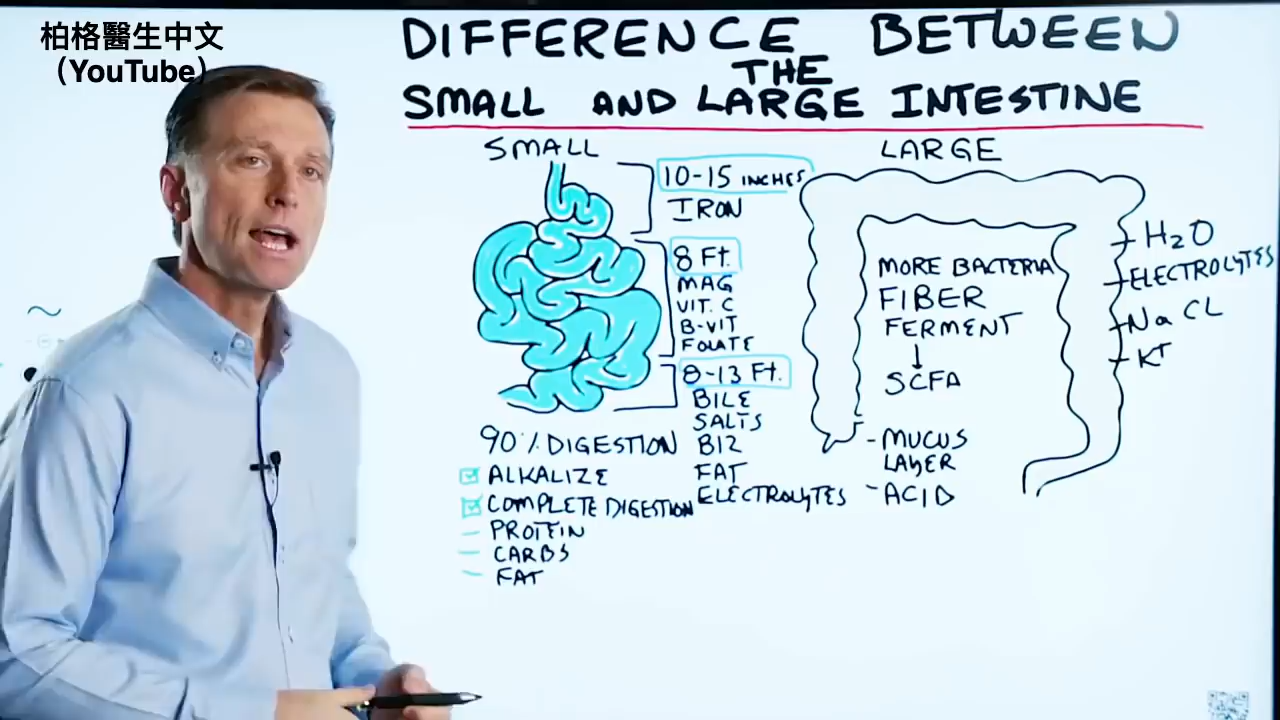 柏格醫生中文
（YouTube）
DIFFERENCE BETWEEN
THE
SMALL AND LARGE INTESTINE
SMALL
10-15 INCHES
IRON
8 Ft.
MAG
VIT. C
B-VIT
FOLATE
8-13 Ft.
BILE
SALTS
B12
FAT
ELECTROLYTES
90% DIGESTION
ALKALIZE
COMPLETE DIGESTION
- PROTEIN
- CARBS
- FAT
LARGE
MORE BACTERIA
FIBER
FERMENT
↓
SCFA
- MUCUS
LAYER
- ACID
H2O
ELECTROLYTES
NaCL
K+